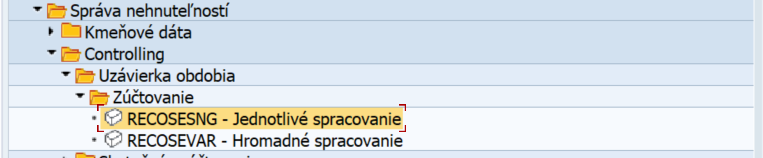 Správa nehnuteľností
Kmeňové dáta
Controlling
Uzávierka obdobia
Zúčtovanie
RECOSESNG - Jednotlivé spracovanie
RECOSEVAR - Hromadné spracovanie